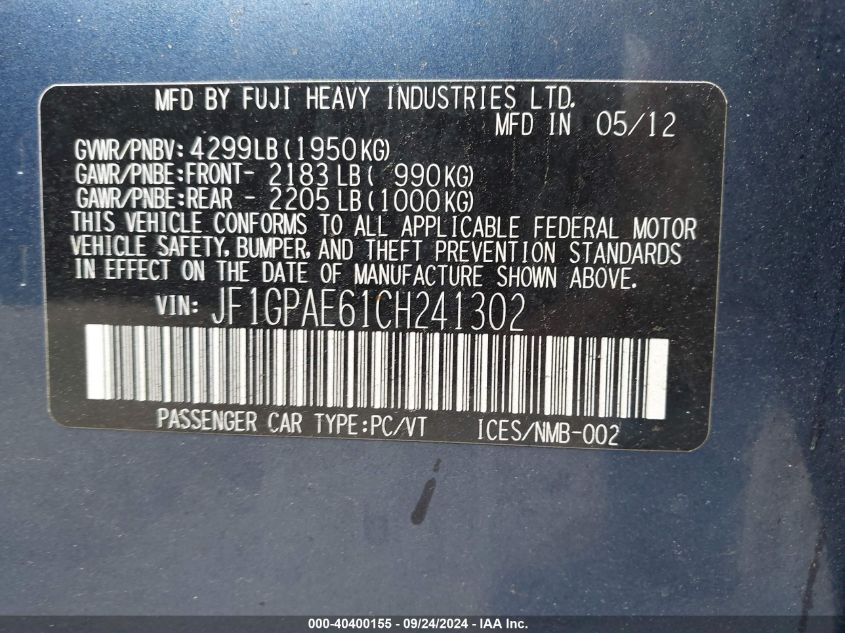 MFD BY FUJI HEAVY INDUSTRIES LTD.
MFD IN 05/12
GVWR/PNBV: 4299LB (1950KG)
GAWR/PNBE:FRONT- 2183 LB ( 990KG)
GAWR/PNBE:REAR - 2205 LB (1000KG)
THIS VEHICLE CONFORMS TO ALL APPLICABLE FEDERAL MOTOR
VEHICLE SAFETY, BUMPER, AND THEFT PREVENTION STANDARDS
IN EFFECT ON THE DATE OF MANUFACTURE SHOWN ABOVE.
VIN: JF1GPAE61CH241302
PASSENGER CAR TYPE:PC/VT ICES/NMB-002
000-40400155 - 09/24/2024 - IAA Inc.